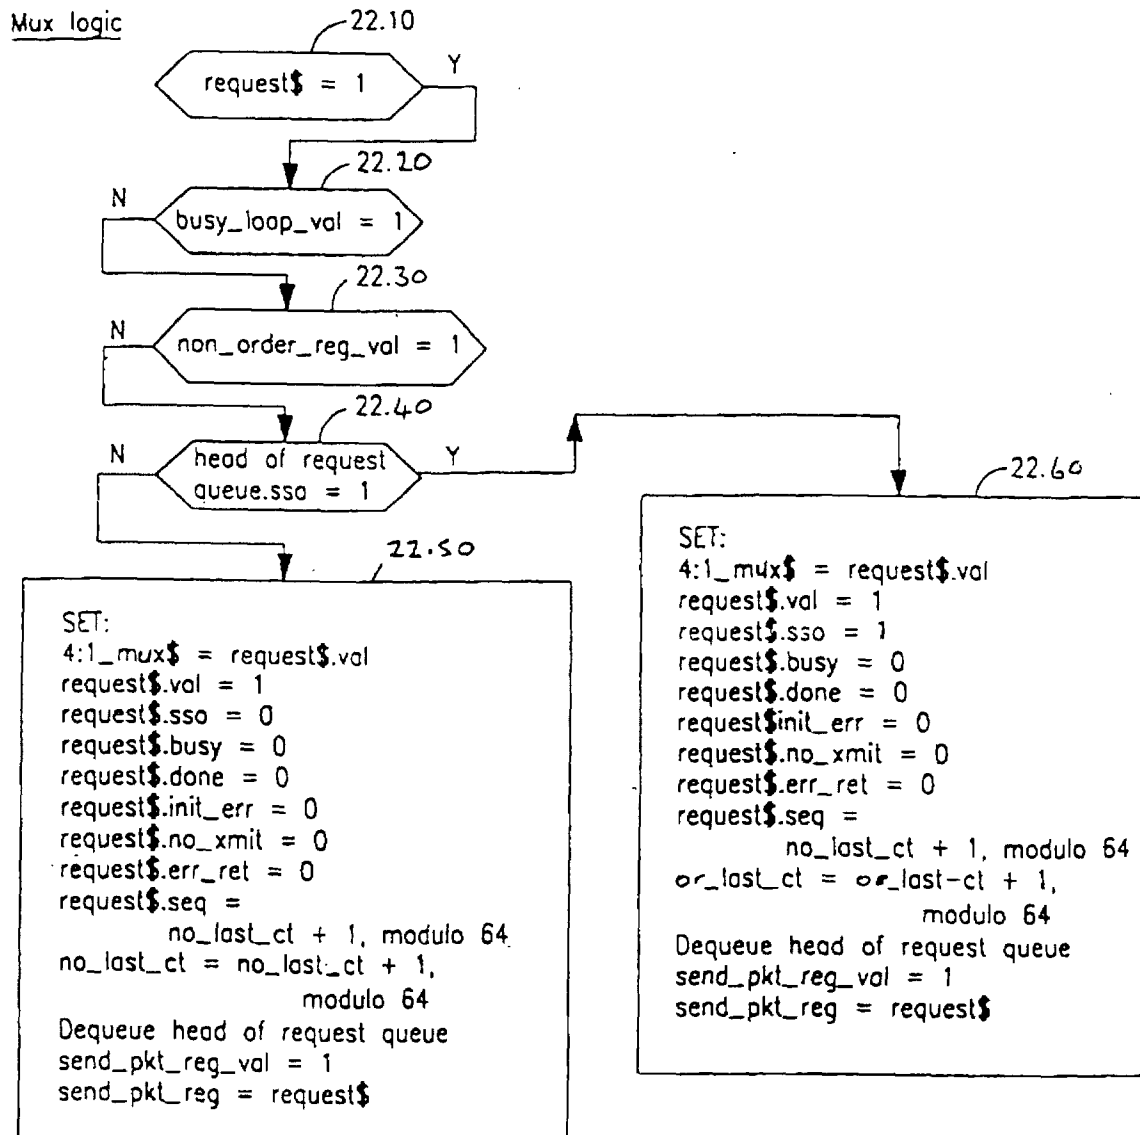 Mux logic
22.10
request$ = 1
Y
22.20
N
busy_loop_val = 1
22.30
N
non_order_reg_val = 1
22.40
N
head of request
queue.sso = 1
Y
22.50
SET:
4:1_mux$ = request$.val
request$.val = 1
request$.sso = 0
request$.busy = 0
request$.done = 0
request$.init_err = 0
request$.no_xmit = 0
request$.err_ret = 0
request$.seq =
no_last_ct + 1, modulo 64
no_last_ct = no_last_ct + 1,
modulo 64
Dequeue head of request queue
send_pkt_reg_val = 1
send_pkt_reg = request$
22.60
SET:
4:1_mux$ = request$.val
request$.val = 1
request$.sso = 1
request$.busy = 0
request$.done = 0
request$init_err = 0
request$.no_xmit = 0
request$.err_ret = 0
request$.seq =
no_last_ct + 1, modulo 64
or_last_ct = or_last-ct + 1,
modulo 64
Dequeue head of request queue
send_pkt_reg_val = 1
send_pkt_reg = request$